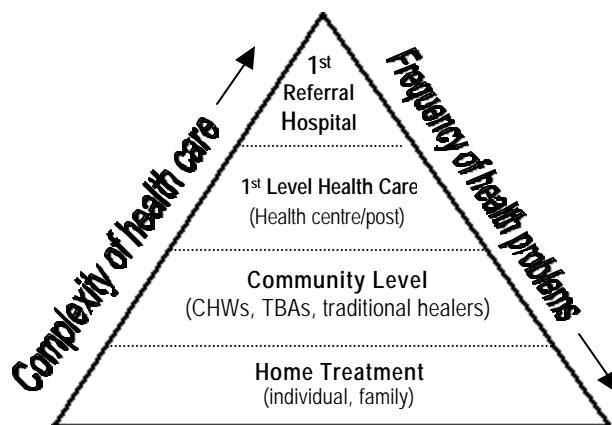 1st
Referral
Hospital
1st Level Health Care
(Health centre/post)
Community Level
(CHWs, TBAs, traditional healers)
Home Treatment
(individual, family)
Complexity of health care
Frequency of health problems